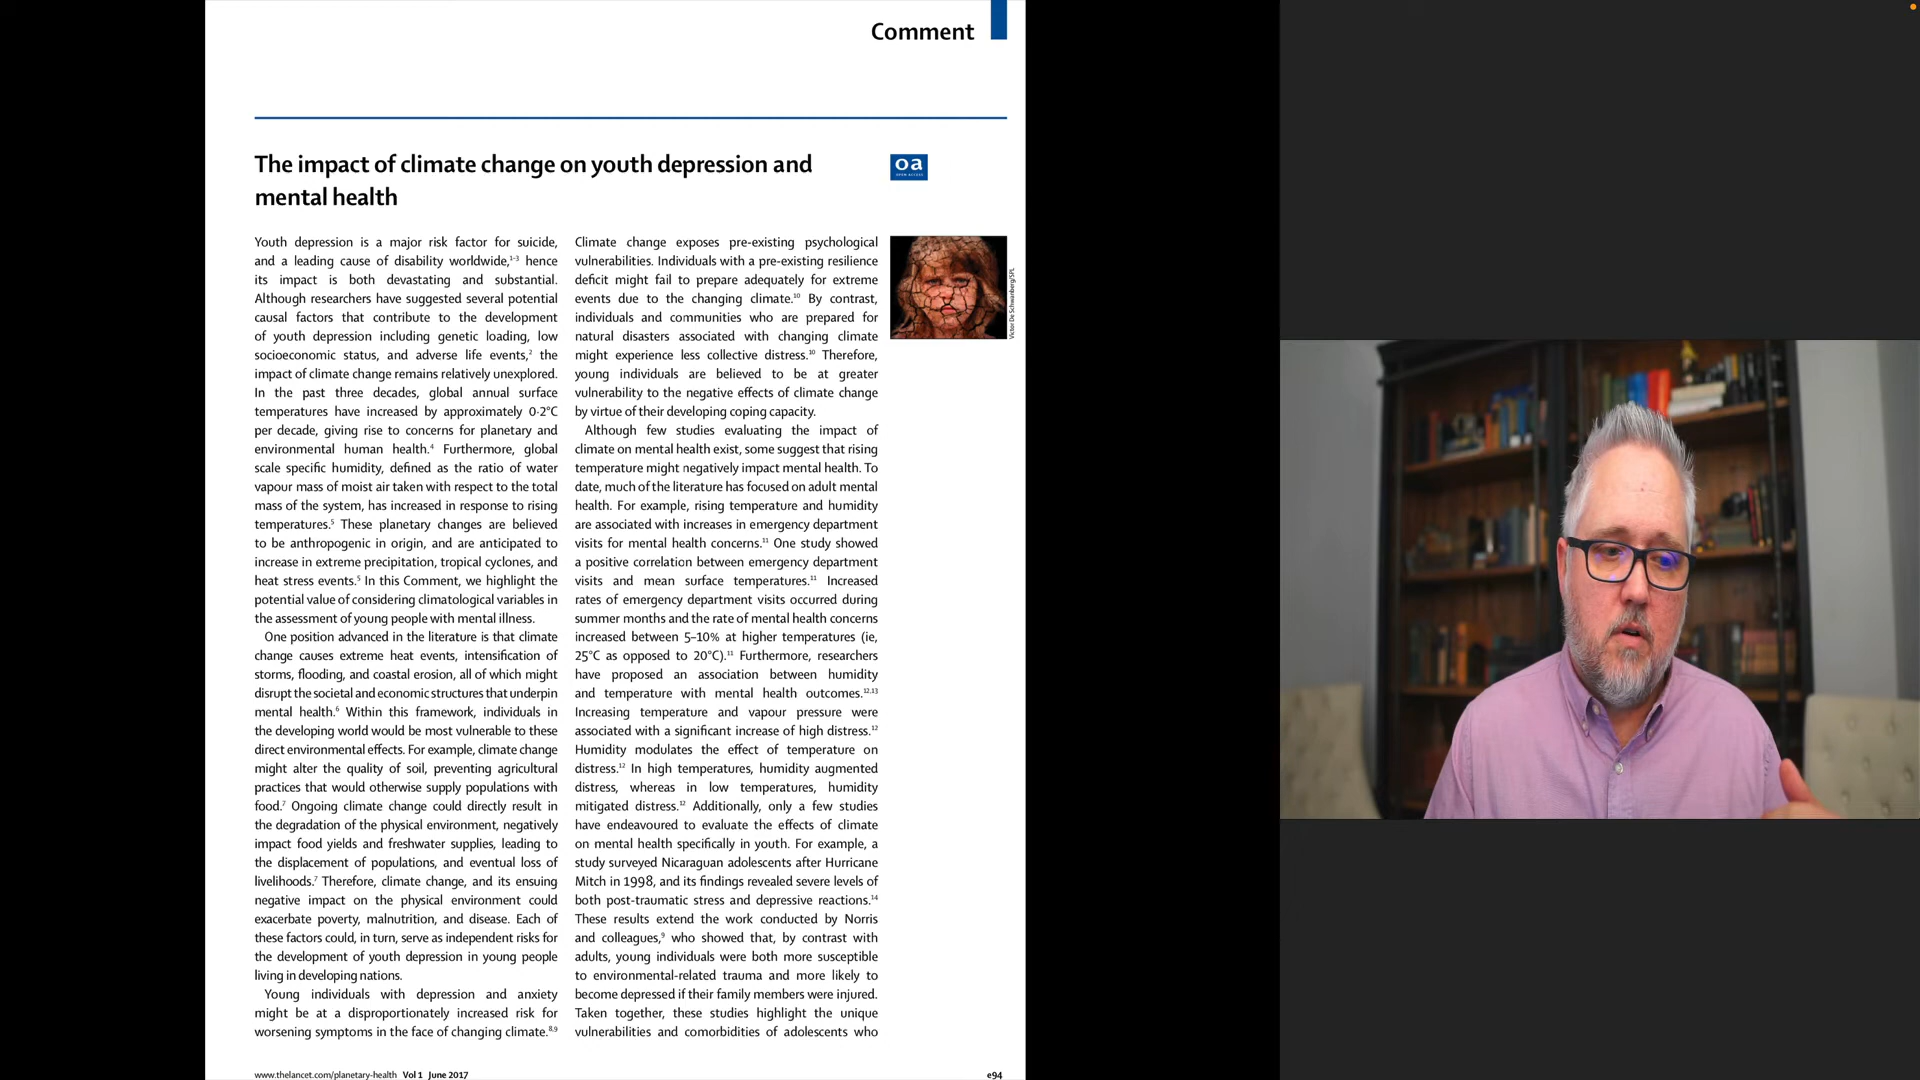 Comment
The impact of climate change on youth depression and
mental health
oa
OPEN ACCESS
Youth depression is a major risk factor for suicide,
and a leading cause of disability worldwide,1–3 hence
its impact is both devastating and substantial.
Although researchers have suggested several potential
causal factors that contribute to the development
of youth depression including genetic loading, low
socioeconomic status, and adverse life events,2 the
impact of climate change remains relatively unexplored.
In the past three decades, global annual surface
temperatures have increased by approximately 0·2°C
per decade, giving rise to concerns for planetary and
environmental human health.4 Furthermore, global
scale specific humidity, defined as the ratio of water
vapour mass of moist air taken with respect to the total
mass of the system, has increased in response to rising
temperatures.5 These planetary changes are believed
to be anthropogenic in origin, and are anticipated to
increase in extreme precipitation, tropical cyclones, and
heat stress events.5 In this Comment, we highlight the
potential value of considering climatological variables in
the assessment of young people with mental illness.
One position advanced in the literature is that climate
change causes extreme heat events, intensification of
storms, flooding, and coastal erosion, all of which might
disrupt the societal and economic structures that underpin
mental health.6 Within this framework, individuals in
the developing world would be most vulnerable to these
direct environmental effects. For example, climate change
might alter the quality of soil, preventing agricultural
practices that would otherwise supply populations with
food.7 Ongoing climate change could directly result in
the degradation of the physical environment, negatively
impact food yields and freshwater supplies, leading to
the displacement of populations, and eventual loss of
livelihoods.7 Therefore, climate change, and its ensuing
negative impact on the physical environment could
exacerbate poverty, malnutrition, and disease. Each of
these factors could, in turn, serve as independent risks for
the development of youth depression in young people
living in developing nations.
Young individuals with depression and anxiety
might be at a disproportionately increased risk for
worsening symptoms in the face of changing climate.8,9
Climate change exposes pre-existing psychological
vulnerabilities. Individuals with a pre-existing resilience
deficit might fail to prepare adequately for extreme
events due to the changing climate.10 By contrast,
individuals and communities who are prepared for
natural disasters associated with changing climate
might experience less collective distress.10 Therefore,
young individuals are believed to be at greater
vulnerability to the negative effects of climate change
by virtue of their developing coping capacity.
Although few studies evaluating the impact of
climate on mental health exist, some suggest that rising
temperature might negatively impact mental health. To
date, much of the literature has focused on adult mental
health. For example, rising temperature and humidity
are associated with increases in emergency department
visits for mental health concerns.11 One study showed
a positive correlation between emergency department
visits and mean surface temperatures.11 Increased
rates of emergency department visits occurred during
summer months and the rate of mental health concerns
increased between 5–10% at higher temperatures (ie,
25°C as opposed to 20°C).11 Furthermore, researchers
have proposed an association between humidity
and temperature with mental health outcomes.12,13
Increasing temperature and vapour pressure were
associated with a significant increase of high distress.12
Humidity modulates the effect of temperature on
distress.12 In high temperatures, humidity augmented
distress, whereas in low temperatures, humidity
mitigated distress.12 Additionally, only a few studies
have endeavoured to evaluate the effects of climate
on mental health specifically in youth. For example, a
study surveyed Nicaraguan adolescents after Hurricane
Mitch in 1998, and its findings revealed severe levels of
both post-traumatic stress and depressive reactions.14
These results extend the work conducted by Norris
and colleagues,9 who showed that, by contrast with
adults, young individuals were both more susceptible
to environmental-related trauma and more likely to
become depressed if their family members were injured.
Taken together, these studies highlight the unique
vulnerabilities and comorbidities of adolescents who
Victor De Schwanberg/SPL
www.thelancet.com/planetary-health Vol 1 June 2017
e94